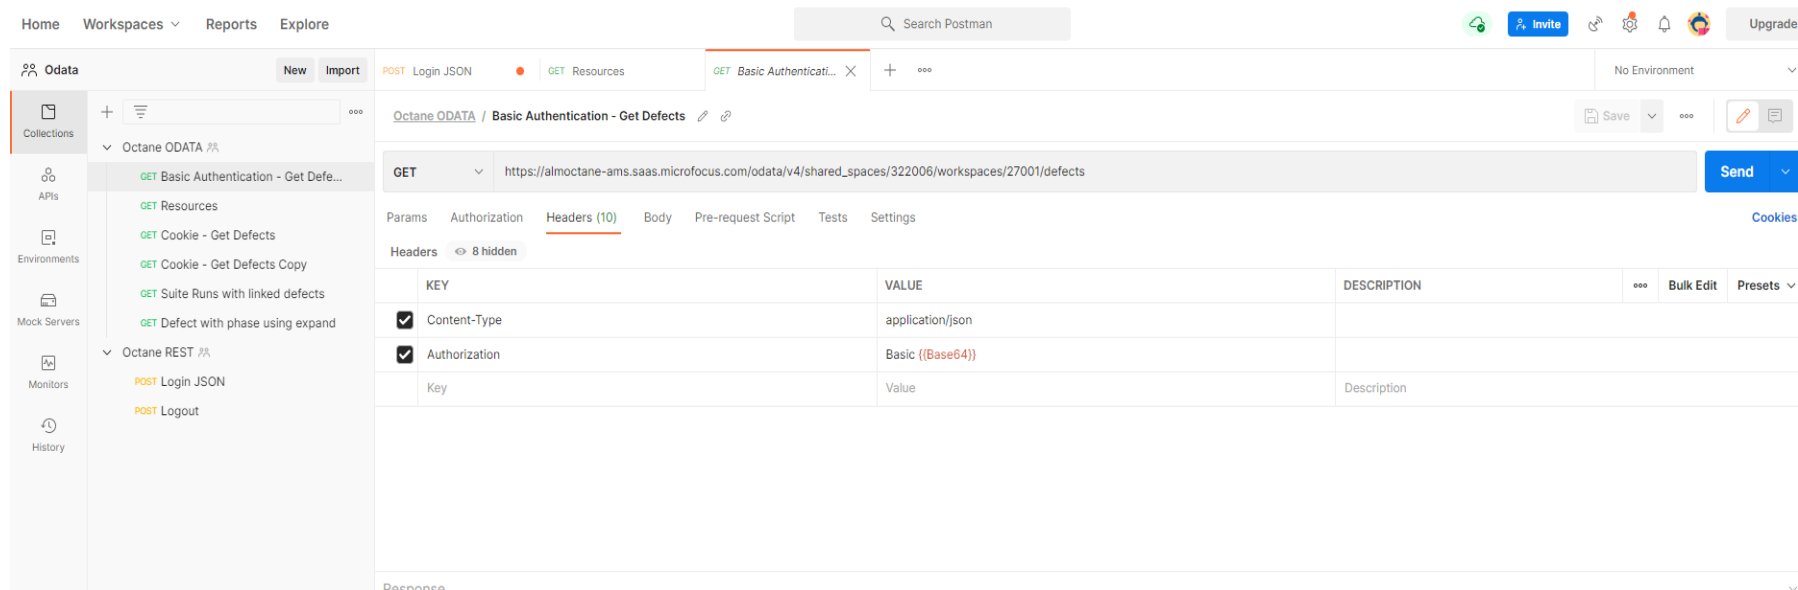 Home Workspaces Reports Explore Search Postman Invite Upgrade
Odata New Import POST Login JSON GET Resources GET Basic Authenticati... No Environment
Collections
APIs
Environments
Mock Servers
Monitors
History
Octane ODATA
GET Basic Authentication - Get Defe...
GET Resources
GET Cookie - Get Defects
GET Cookie - Get Defects Copy
GET Suite Runs with linked defects
GET Defect with phase using expand
Octane REST
POST Login JSON
POST Logout
Octane ODATA / Basic Authentication - Get Defects Save
GET https://almoctane-ams.saas.microfocus.com/odata/v4/shared_spaces/322006/workspaces/27001/defects Send
Params Authorization Headers (10) Body Pre-request Script Tests Settings Cookies
Headers 8 hidden
KEY VALUE DESCRIPTION Bulk Edit Presets
Content-Type application/json
Authorization Basic {{Base64}}
Key Value Description
Response